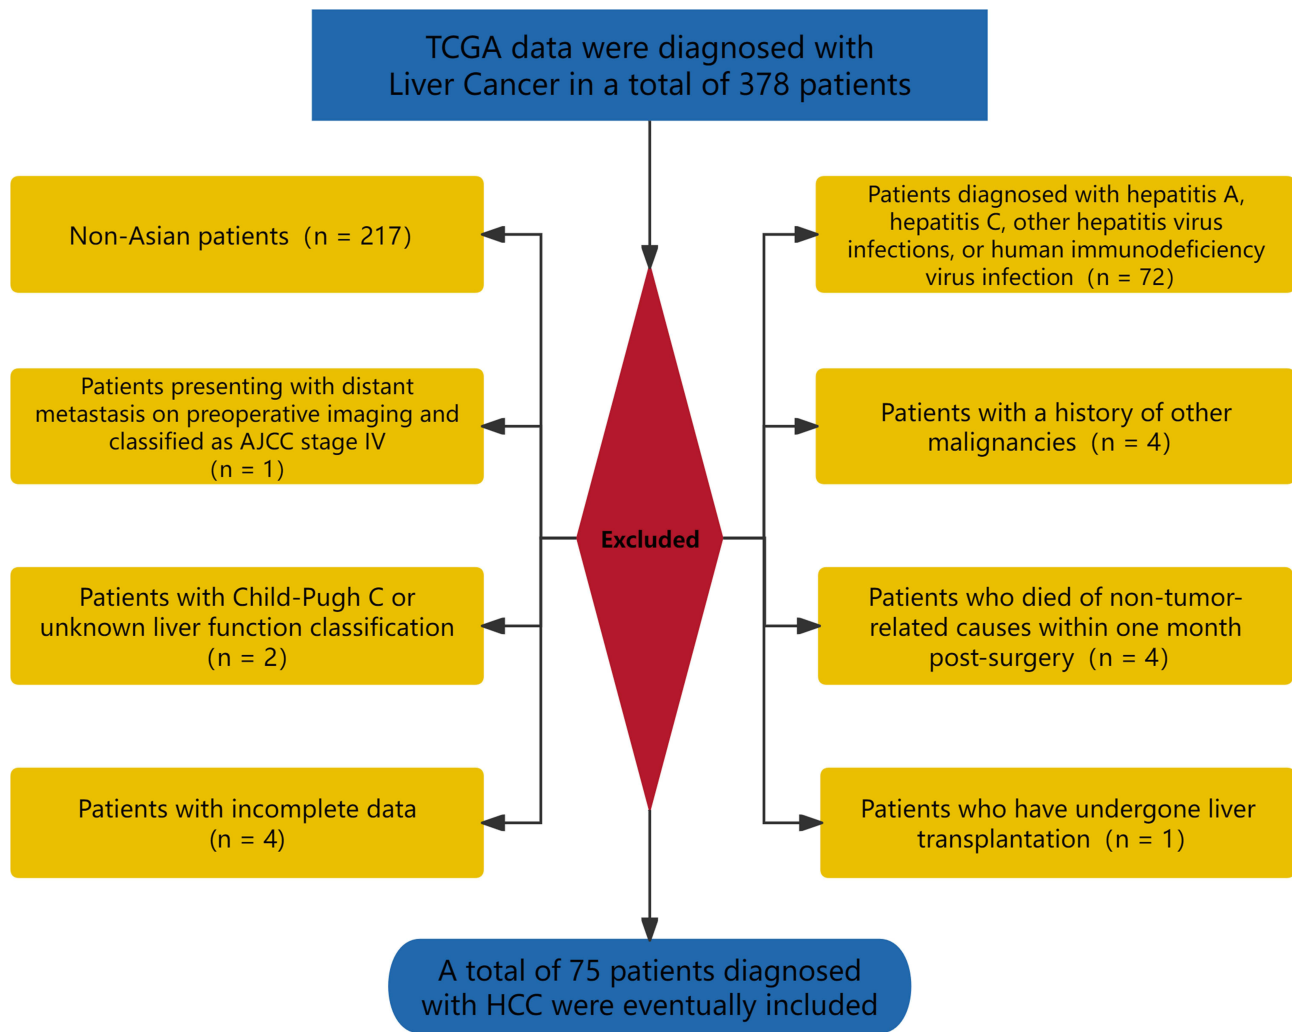 TCGA data were diagnosed with
Liver Cancer in a total of 378 patients
Non-Asian patients（n = 217）
Patients diagnosed with hepatitis A,
hepatitis C, other hepatitis virus
infections, or human immunodeficiency
virus infection（n = 72）
Patients presenting with distant
metastasis on preoperative imaging and
classified as AJCC stage IV
（n = 1）
Patients with a history of other
malignancies（n = 4）
Excluded
Patients with Child-Pugh C or
unknown liver function classification
（n = 2）
Patients who died of non-tumor-
related causes within one month
post-surgery（n = 4）
Patients with incomplete data
（n = 4）
Patients who have undergone liver
transplantation（n = 1）
A total of 75 patients diagnosed
with HCC were eventually included